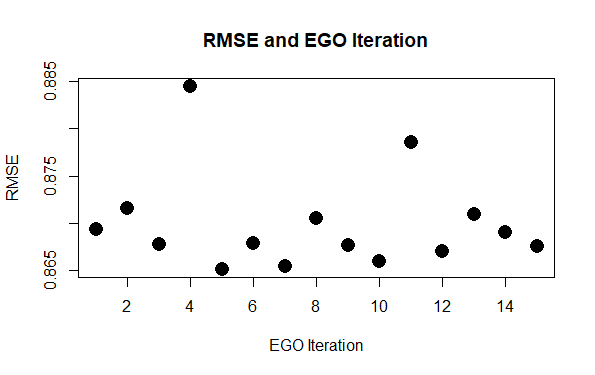 RMSE and EGO Iteration
RMSE
0.885
0.875
0.865
2 4 6 8 10 12 14
EGO Iteration